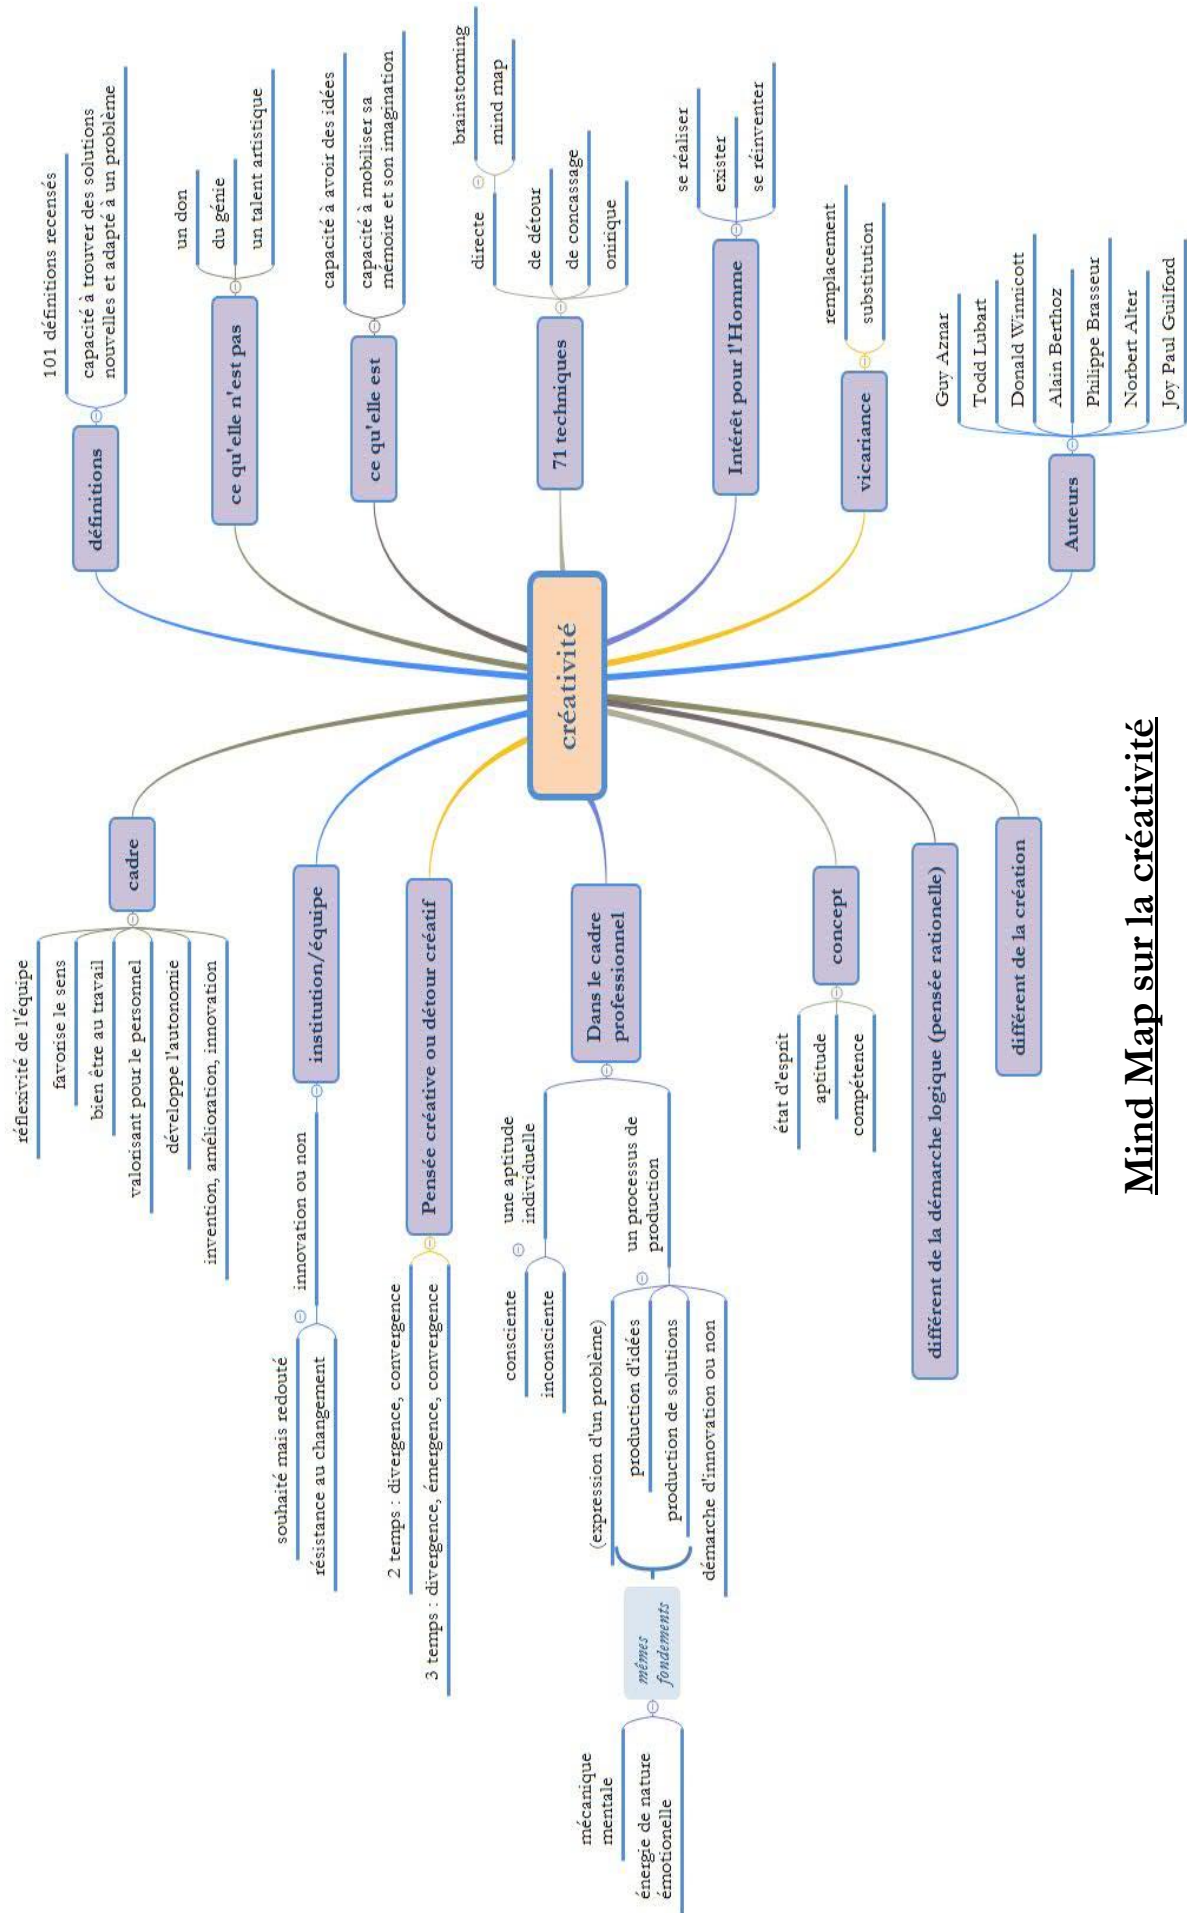 créativité
définitions
101 définitions recensés
capacité à trouver des solutions
nouvelles et adapté à un problème
ce qu'elle n'est pas
un don
du génie
un talent artistique
ce qu'elle est
capacité à avoir des idées
capacité à mobiliser sa
mémoire et son imagination
71 techniques
directe
brainstorming
mind map
de détour
de concassage
onirique
Intérêt pour l'Homme
se réaliser
exister
se réinventer
vicariance
remplacement
substitution
Auteurs
Guy Aznar
Todd Lubart
Donald Winnicott
Alain Berthoz
Philippe Brasseur
Norbert Alter
Joy Paul Guilford
cadre
réflexivité de l'équipe
favorise le sens
bien être au travail
valorisant pour le personnel
développe l'autonomie
invention, amélioration, innovation
institution/équipe
innovation ou non
souhaité mais redouté
résistance au changement
Pensée créative ou détour créatif
2 temps : divergence, convergence
3 temps : divergence, émergence, convergence
Dans le cadre
professionnel
une aptitude
individuelle
consciente
inconsciente
un processus de
production
(expression d'un problème)
production d'idées
production de solutions
démarche d'innovation ou non
mêmes
fondements
mécanique
mentale
énergie de nature
émotionelle
concept
état d'esprit
aptitude
compétence
différent de la démarche logique (pensée rationelle)
différent de la création
Mind Map sur la créativité